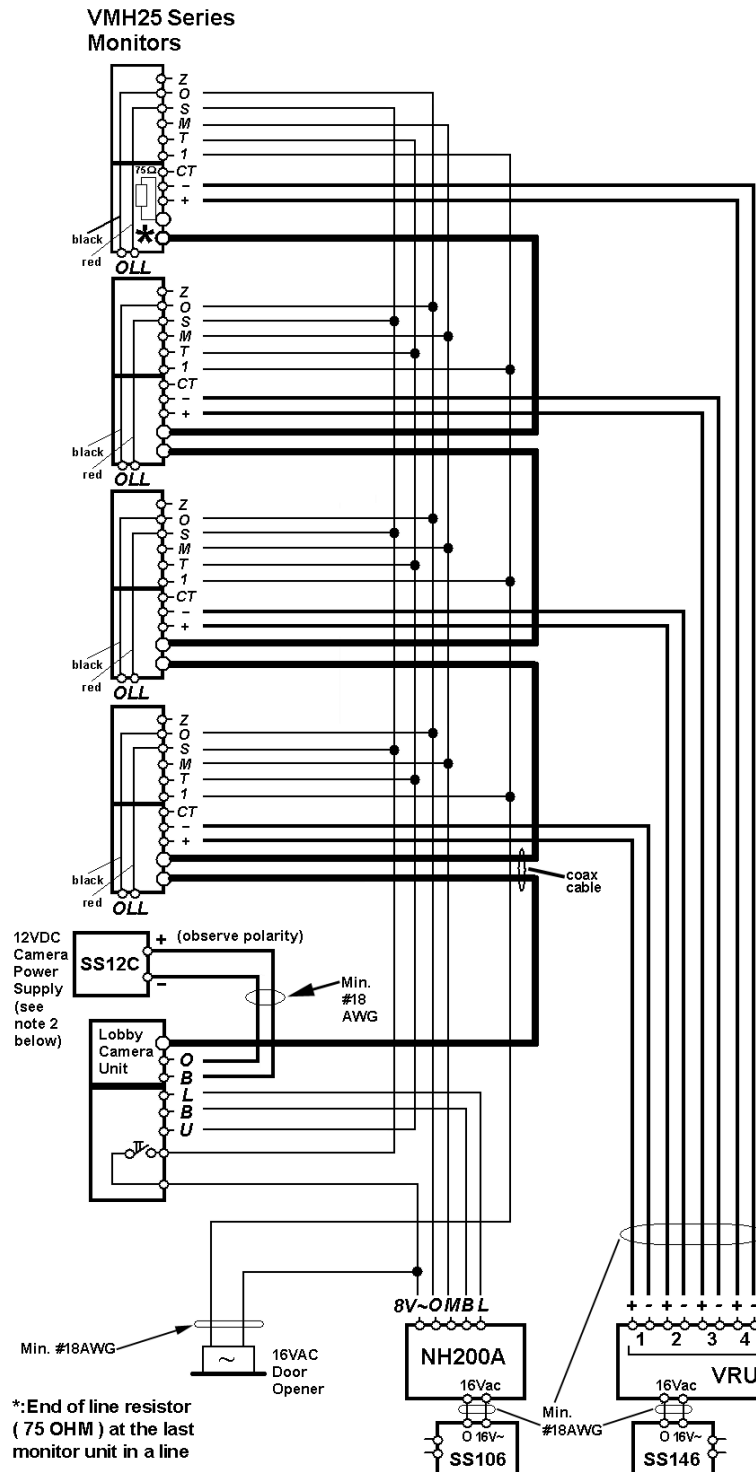 VMH25 Series
Monitors
Z
O
S
M
T
1
75Ω
CT
-
+
*
black
red
OLL
Z
O
S
M
T
1
CT
-
+
black
red
OLL
Z
O
S
M
T
1
CT
-
+
black
red
OLL
Z
O
S
M
T
1
CT
-
+
coax
cable
black
red
OLL
12VDC
Camera
Power
Supply
(see
note 2
below)
SS12C
+ (observe polarity)
-
Min.
#18
AWG
Lobby
Camera
Unit
O
B
L
B
U
8V~OMBL
+ - + - + - + -
1 2 3 4
NH200A
VRU
16Vac
16Vac
Min. #18AWG
~
16VAC
Door
Opener
Min.
#18AWG
O 16V~
SS106
O 16V~
SS146
*:End of line resistor
( 75 OHM ) at the last
monitor unit in a line